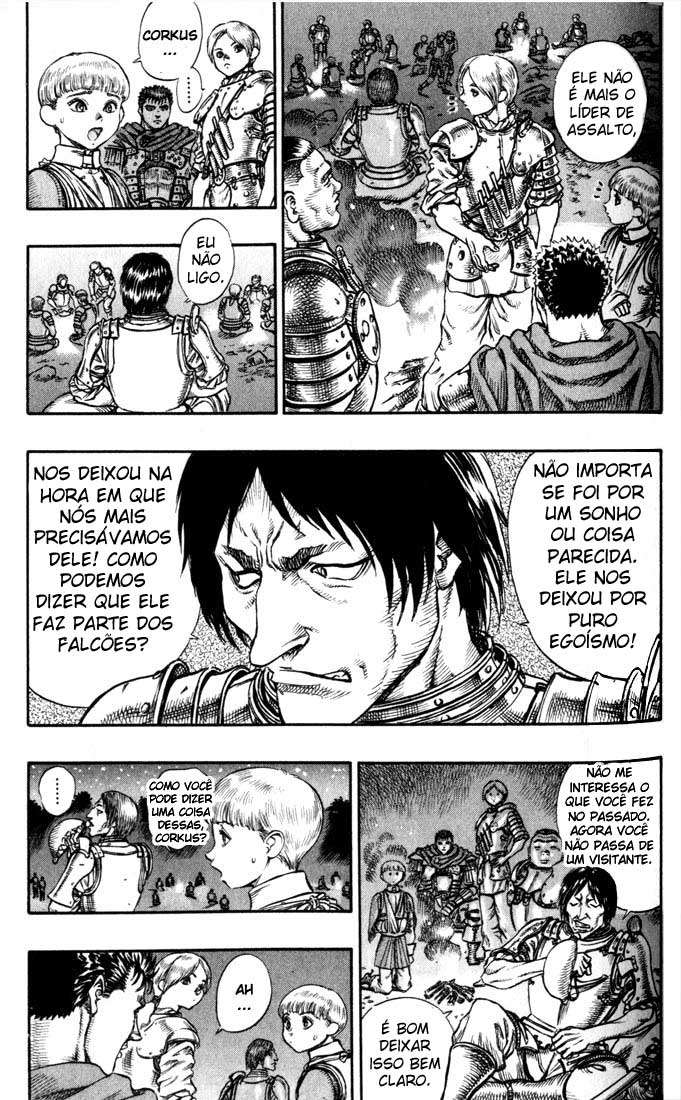 ELE NÃO
É MAIS O
LÍDER DE
ASSALTO,
CORKUS
...
......
EU
NÃO
LIGO.
NÃO IMPORTA
SE FOI POR
UM SONHO
OU COISA
PARECIDA.
ELE NOS
DEIXOU POR
PURO
EGOÍSMO!
NOS DEIXOU NA
HORA EM QUE
NÓS MAIS
PRECISÁVAMOS
DELE! COMO
PODEMOS
DIZER QUE ELE
FAZ PARTE DOS
FALCÕES?
NÃO ME
INTERESSA O
QUE VOCÊ FEZ
NO PASSADO.
AGORA VOCÊ
NÃO PASSA DE
UM VISITANTE.
É BOM
DEIXAR
ISSO BEM
CLARO.
COMO VOCÊ
PODE DIZER
UMA COISA
DESSAS,
CORKUS?
......
AH
...